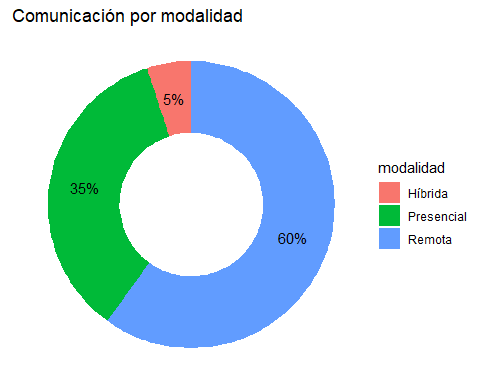 Comunicación por modalidad
5%
35%
60%
modalidad
Híbrida
Presencial
Remota